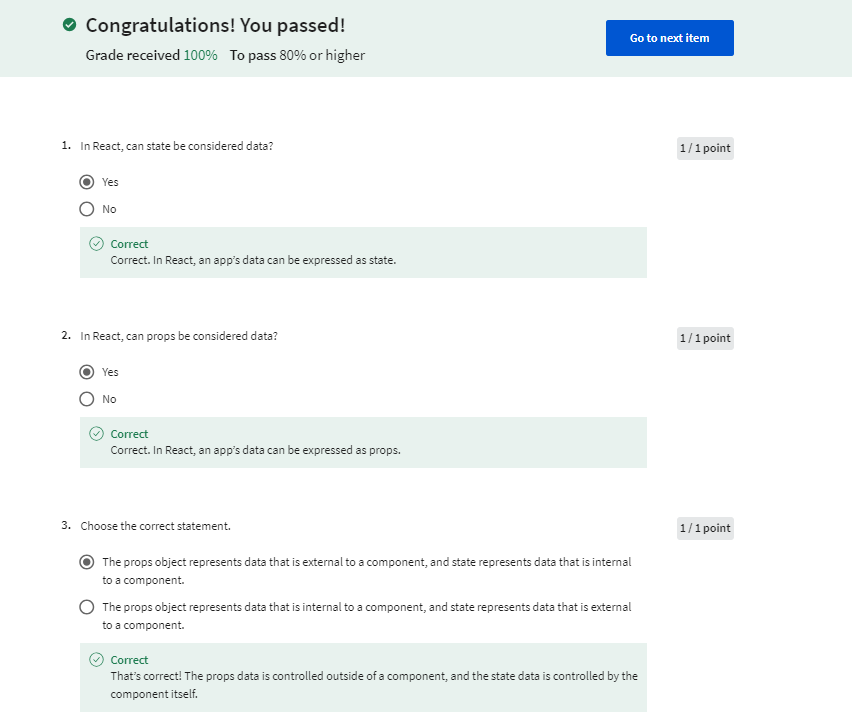 Congratulations! You passed!
Grade received 100% To pass 80% or higher
Go to next item
1. In React, can state be considered data?
1 / 1 point
Yes
No
Correct
Correct. In React, an app’s data can be expressed as state.
2. In React, can props be considered data?
1 / 1 point
Yes
No
Correct
Correct. In React, an app’s data can be expressed as props.
3. Choose the correct statement.
1 / 1 point
The props object represents data that is external to a component, and state represents data that is internal
to a component.
The props object represents data that is internal to a component, and state represents data that is external
to a component.
Correct
That’s correct! The props data is controlled outside of a component, and the state data is controlled by the
component itself.